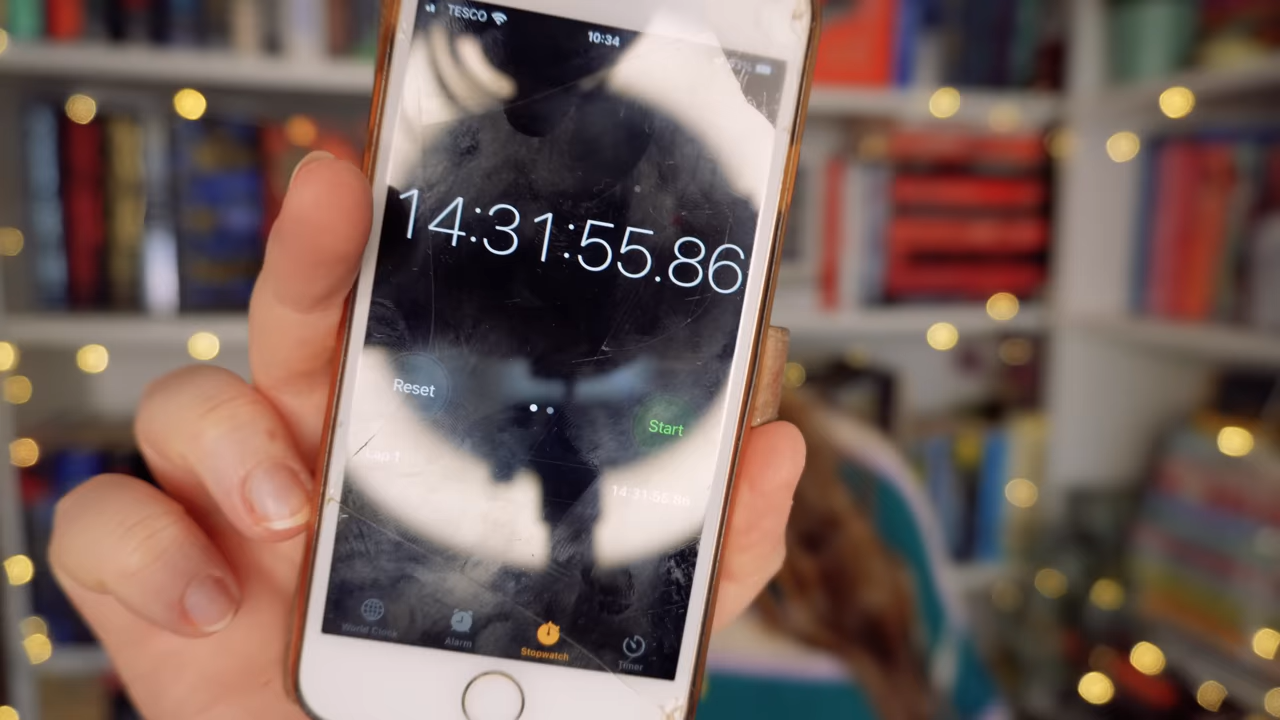 TESCO
10:34
14:31:55.86
Reset
Start
Lap 1
14:31:55.86
World Clock
Alarm
Stopwatch
Timer